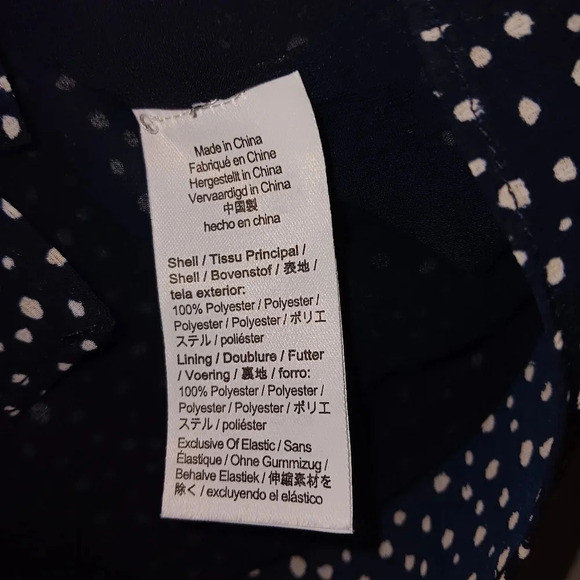 Made in China
Fabriqué en Chine
Hergestellt in China
Vervaardigd in China
中国製
hecho en china
Shell / Tissu Principal /
Shell / Bovenstof / 表地 /
tela exterior:
100% Polyester / Polyester /
Polyester / Polyester / ポリエ
ステル / poliéster
Lining / Doublure / Futter
/ Voering / 裏地 / forro:
100% Polyester / Polyester /
Polyester / Polyester / ポリエ
ステル / poliéster
Exclusive Of Elastic / Sans
Élastique / Ohne Gummizug /
Behalve Elastiek / 伸縮素材を
除く / excluyendo el elástico